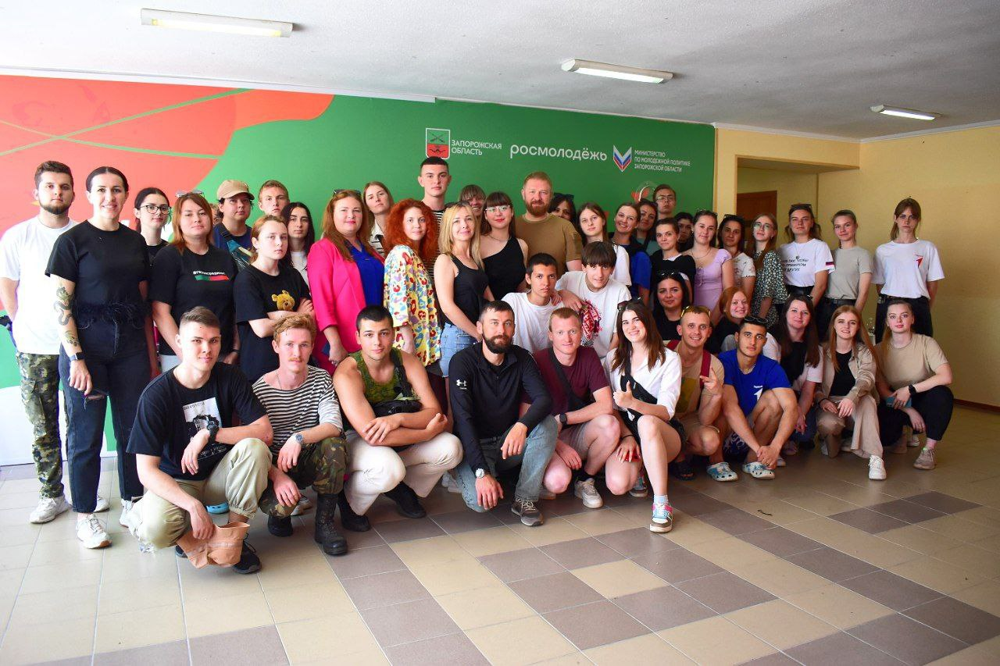 ЗАПОРОЖСКАЯ
ОБЛАСТЬ
росмолодёжь
МИНИСТЕРСТВО
ПО МОЛОДЕЖНОЙ ПОЛИТИКЕ
ЗАПОРОЖСКОЙ ОБЛАСТИ